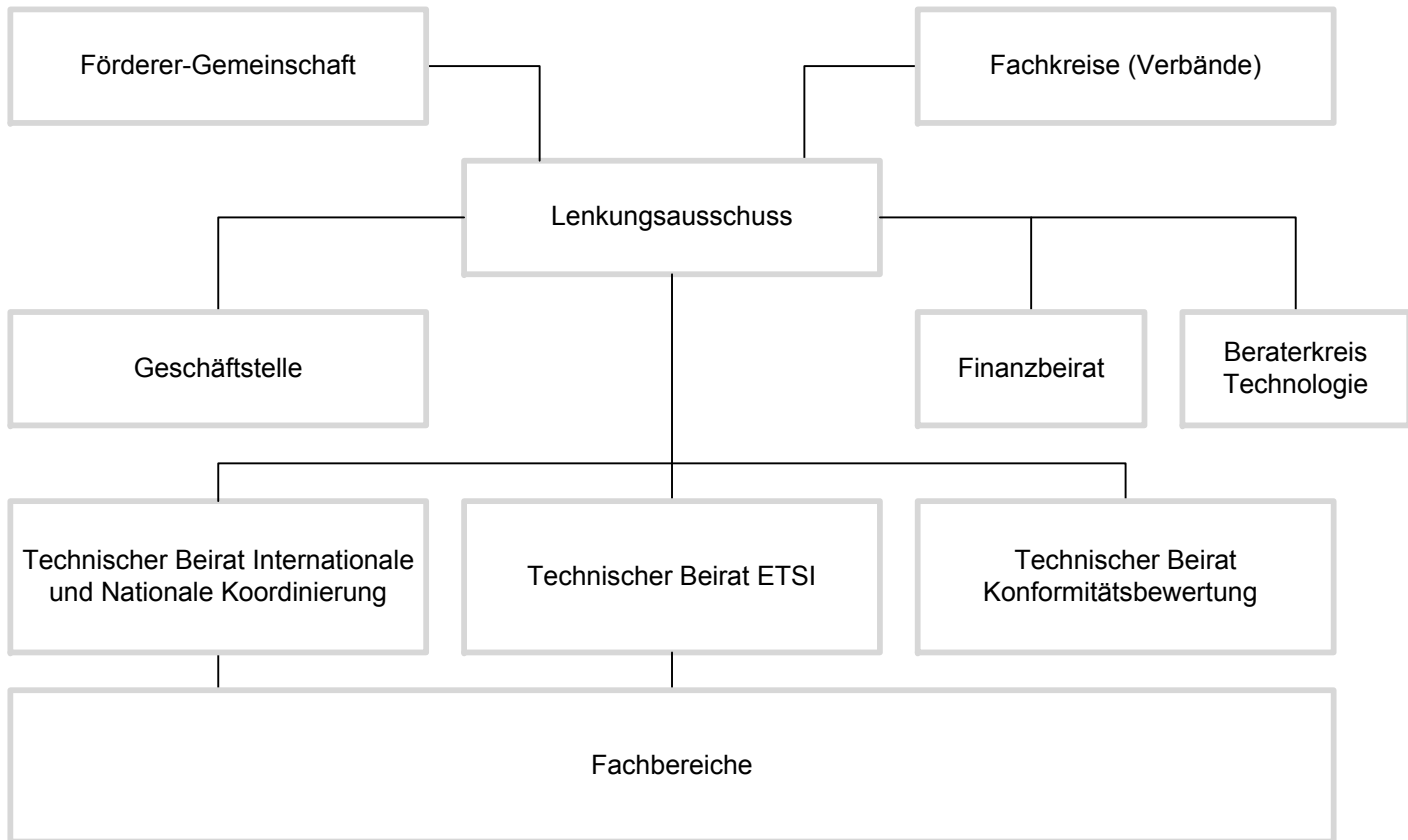 Förderer-Gemeinschaft
Fachkreise (Verbände)
Lenkungsausschuss
Geschäftstelle
Finanzbeirat
Beraterkreis
Technologie
Technischer Beirat Internationale
und Nationale Koordinierung
Technischer Beirat ETSI
Technischer Beirat
Konformitätsbewertung
Fachbereiche